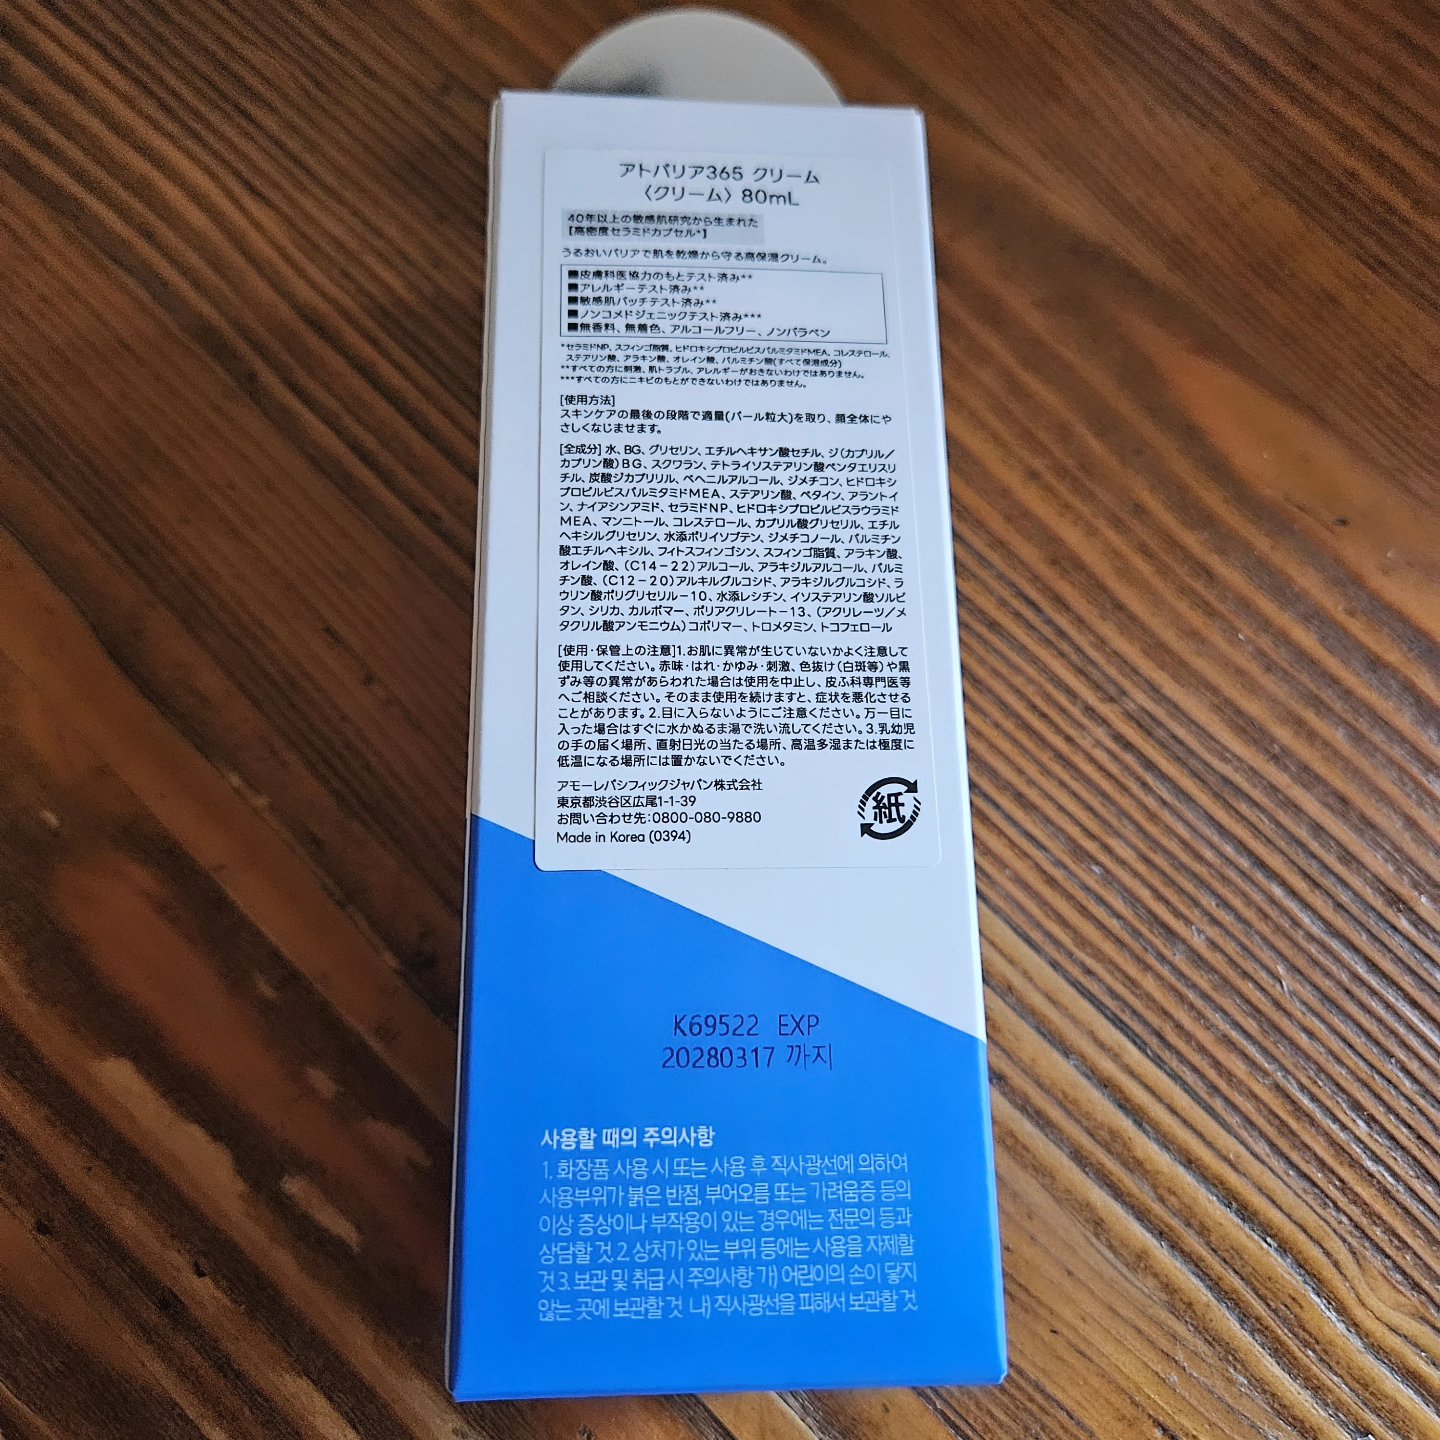 アトバリア365 クリーム
〈クリーム〉 80mL
40年以上の敏感肌研究から生まれた
【高密度セラミドカプセル*】
うるおいバリアで肌を乾燥から守る高保湿クリーム。
■皮膚科医協力のもとテスト済み**
■アレルギーテスト済み**
■敏感肌パッチテスト済み**
■ノンコメドジェニックテスト済み***
■無香料、無着色、アルコールフリー、ノンパラベン
*セラミドNP、スフィンゴ脂質、ヒドロキシプロピルビスパルミタミドMEA、コレステロール、
ステアリン酸、アラキン酸、オレイン酸、パルミチン酸(すべて保湿成分)
**すべての方に刺激、肌トラブル、アレルギーがおきないわけではありません。
***すべての方にニキビのもとができないわけではありません。
[使用方法]
スキンケアの最後の段階で適量(パール粒大)を取り、顔全体にや
さしくなじませます。
[全成分] 水、BG、グリセリン、エチルヘキサン酸セチル、ジ(カプリル/
カプリン酸)BG、スクワラン、テトライソステアリン酸ペンタエリスリ
チル、炭酸ジカプリリル、ベヘニルアルコール、ジメチコン、ヒドロキシ
プロピルビスパルミタミドMEA、ステアリン酸、ベタイン、アラントイ
ン、ナイアシンアミド、セラミドNP、ヒドロキシプロピルビスラウラミド
MEA、マンニトール、コレステロール、カプリル酸グリセリル、エチル
ヘキシルグリセリン、水添ポリイソブテン、ジメチコノール、パルミチン
酸エチルヘキシル、フィトスフィンゴシン、スフィンゴ脂質、アラキン酸、
オレイン酸、(C14-22)アルコール、アラキジルアルコール、パルミ
チン酸、(C12-20)アルキルグルコシド、アラキジルグルコシド、ラ
ウリン酸ポリグリセリル-10、水添レシチン、イソステアリン酸ソルビ
タン、シリカ、カルボマー、ポリアクリレート-13、(アクリレーツ/メ
タクリル酸アンモニウム)コポリマー、トロメタミン、トコフェロール
[使用・保管上の注意]1.お肌に異常が生じていないかよく注意して
使用してください。赤味・はれ・かゆみ・刺激、色抜け(白斑等)や黒
ずみ等の異常があらわれた場合は使用を中止し、皮ふ科専門医等
へご相談ください。そのまま使用を続けますと、症状を悪化させる
ことがあります。2.目に入らないようにご注意ください。万一目に
入った場合はすぐに水かぬるま湯で洗い流してください。3.乳幼児
の手の届く場所、直射日光の当たる場所、高温多湿または極度に
低温になる場所には置かないでください。
アモーレパシフィックジャパン株式会社
東京都渋谷区広尾1-1-39
お問い合わせ先:0800-080-9880
Made in Korea (0394)
紙
K69522 EXP
20280317 까지
사용할 때의 주의사항
1. 화장품 사용 시 또는 사용 후 직사광선에 의하여
사용부위가 붉은 반점, 부어오름 또는 가려움증 등의
이상 증상이나 부작용이 있는 경우에는 전문의 등과
상담할 것 2. 상처가 있는 부위 등에는 사용을 자제할
것 3. 보관 및 취급 시 주의사항 가) 어린이의 손이 닿지
않는 곳에 보관할 것 나) 직사광선을 피해서 보관할 것